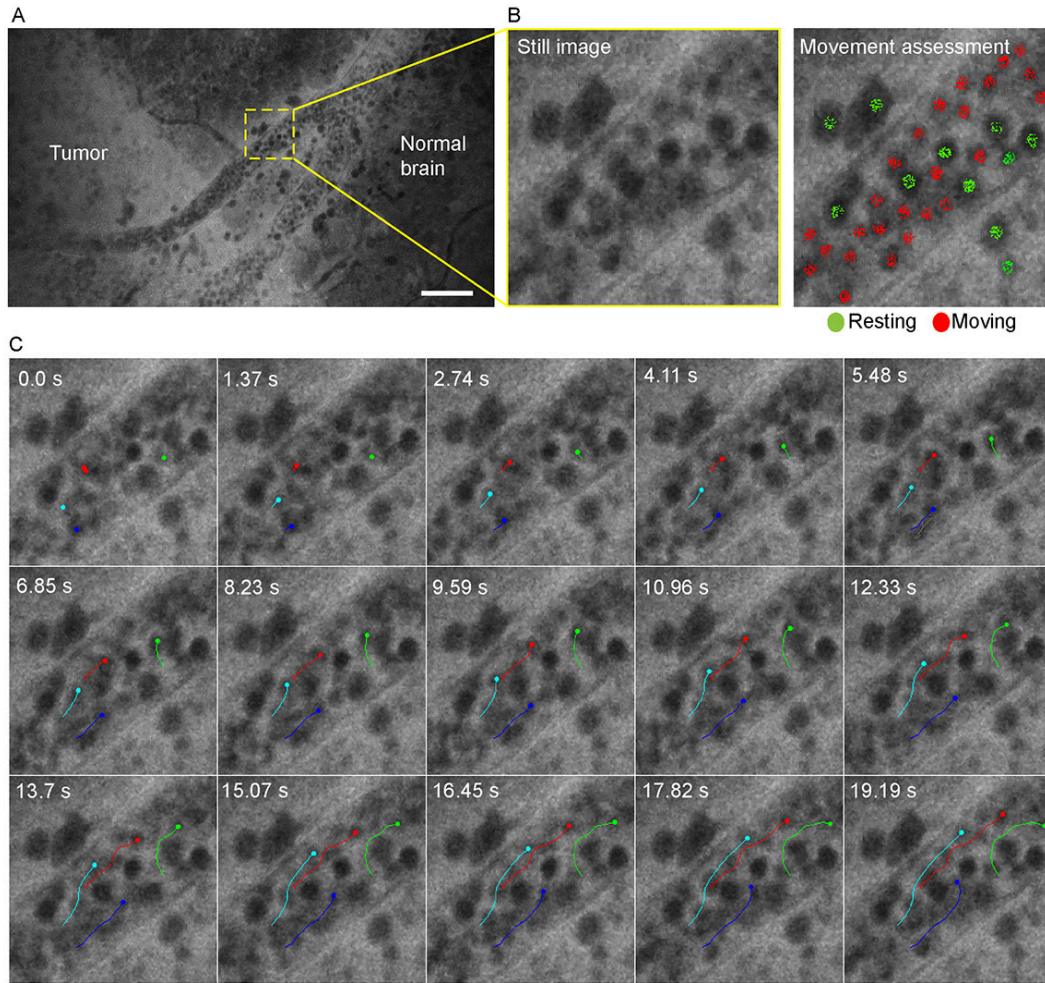 A
B
Tumor
Normal
brain
Still image
Movement assessment
Resting
Moving
C
0.0 s
1.37 s
2.74 s
4.11 s
5.48 s
6.85 s
8.23 s
9.59 s
10.96 s
12.33 s
13.7 s
15.07 s
16.45 s
17.82 s
19.19 s